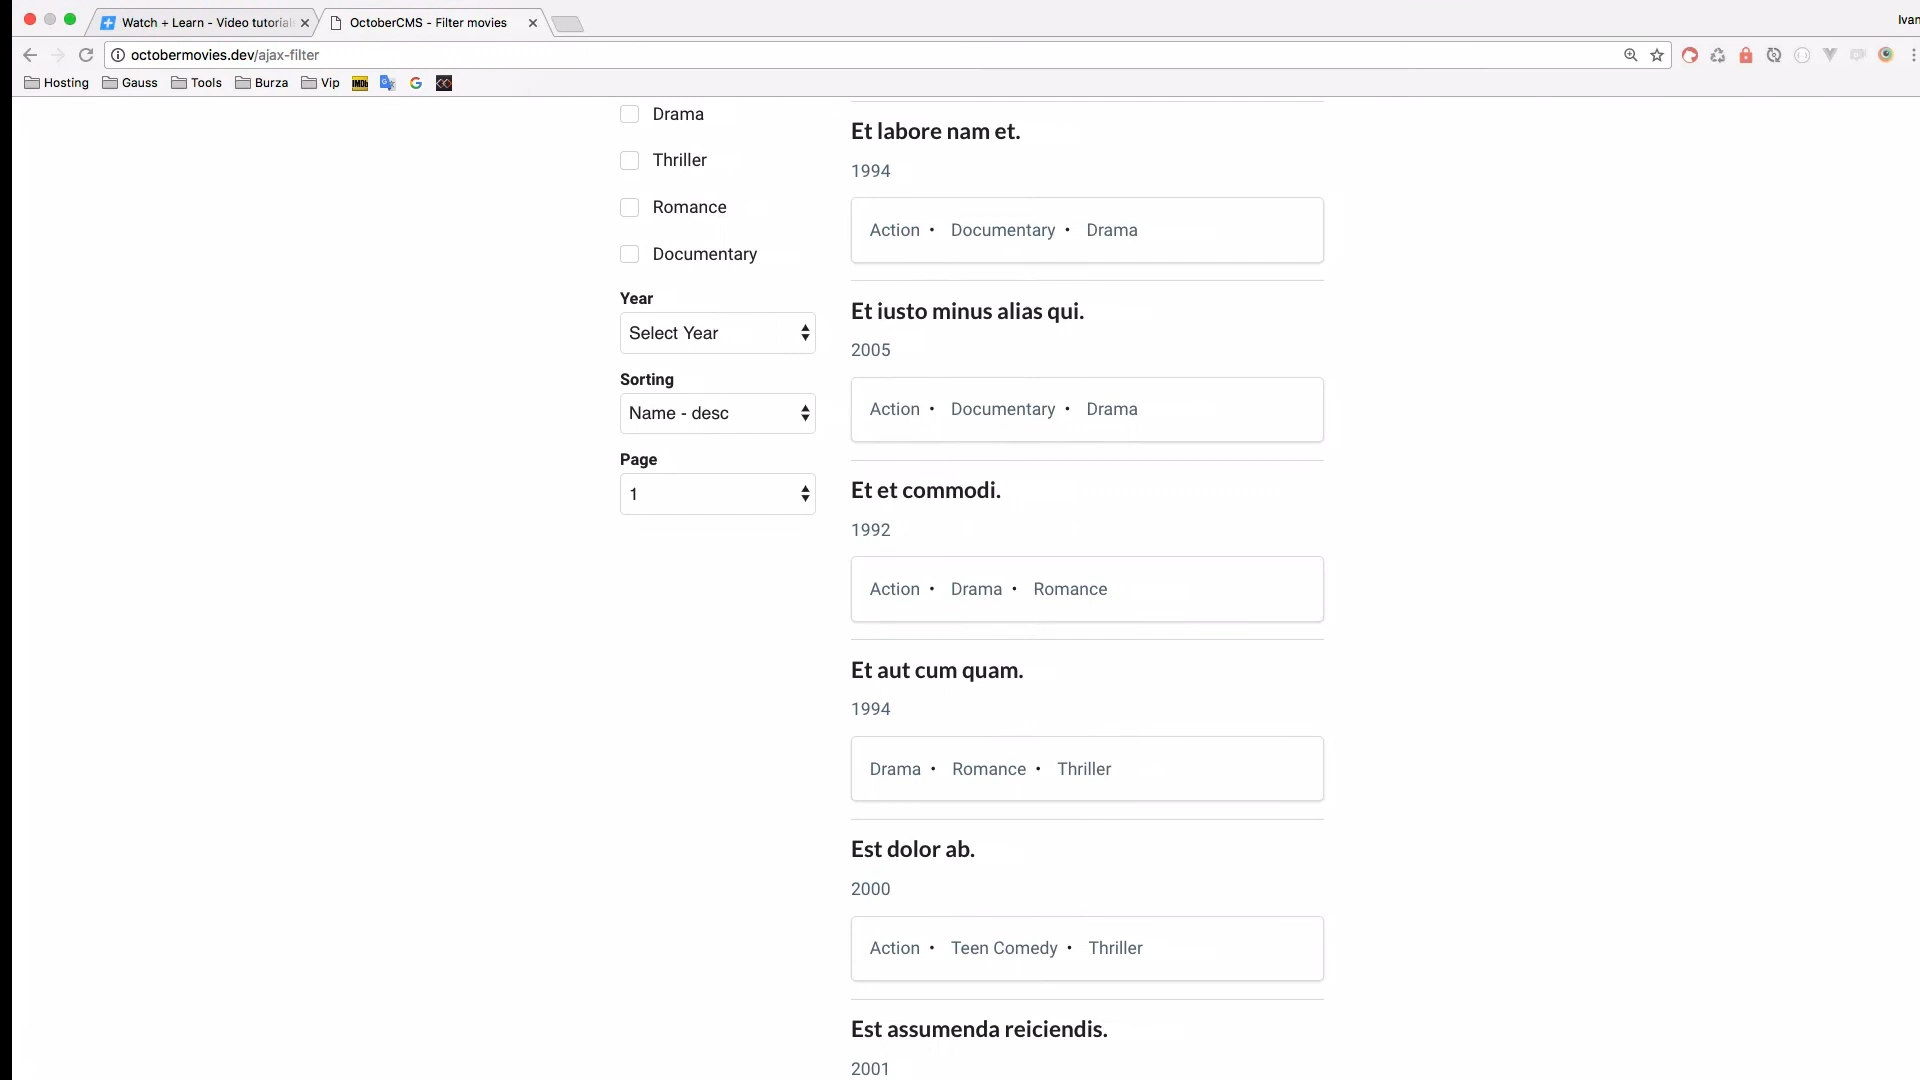 Ivan
Watch + Learn - Video tutorial
OctoberCMS - Filter movies
octobermovies.dev/ajax-filter
Hosting
Gauss
Tools
Burza
Vip
IMDb
Drama
Thriller
Romance
Documentary
Year
Select Year
Sorting
Name - desc
Page
1
Et labore nam et.
1994
Action • Documentary • Drama
Et iusto minus alias qui.
2005
Action • Documentary • Drama
Et et commodi.
1992
Action • Drama • Romance
Et aut cum quam.
1994
Drama • Romance • Thriller
Est dolor ab.
2000
Action • Teen Comedy • Thriller
Est assumenda reiciendis.
2001